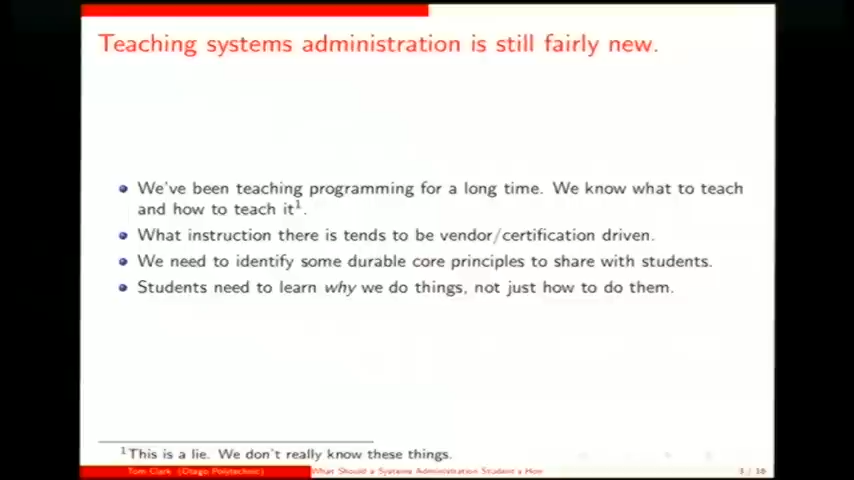 Teaching systems administration is still fairly new.
We've been teaching programming for a long time. We know what to teach
and how to teach it¹.
What instruction there is tends to be vendor/certification driven.
We need to identify some durable core principles to share with students.
Students need to learn why we do things, not just how to do them.
¹This is a lie. We don't really know these things.
Tom Clark (Otago Polytechnic)
What Should a Systems Administration Student a How
3 / 16